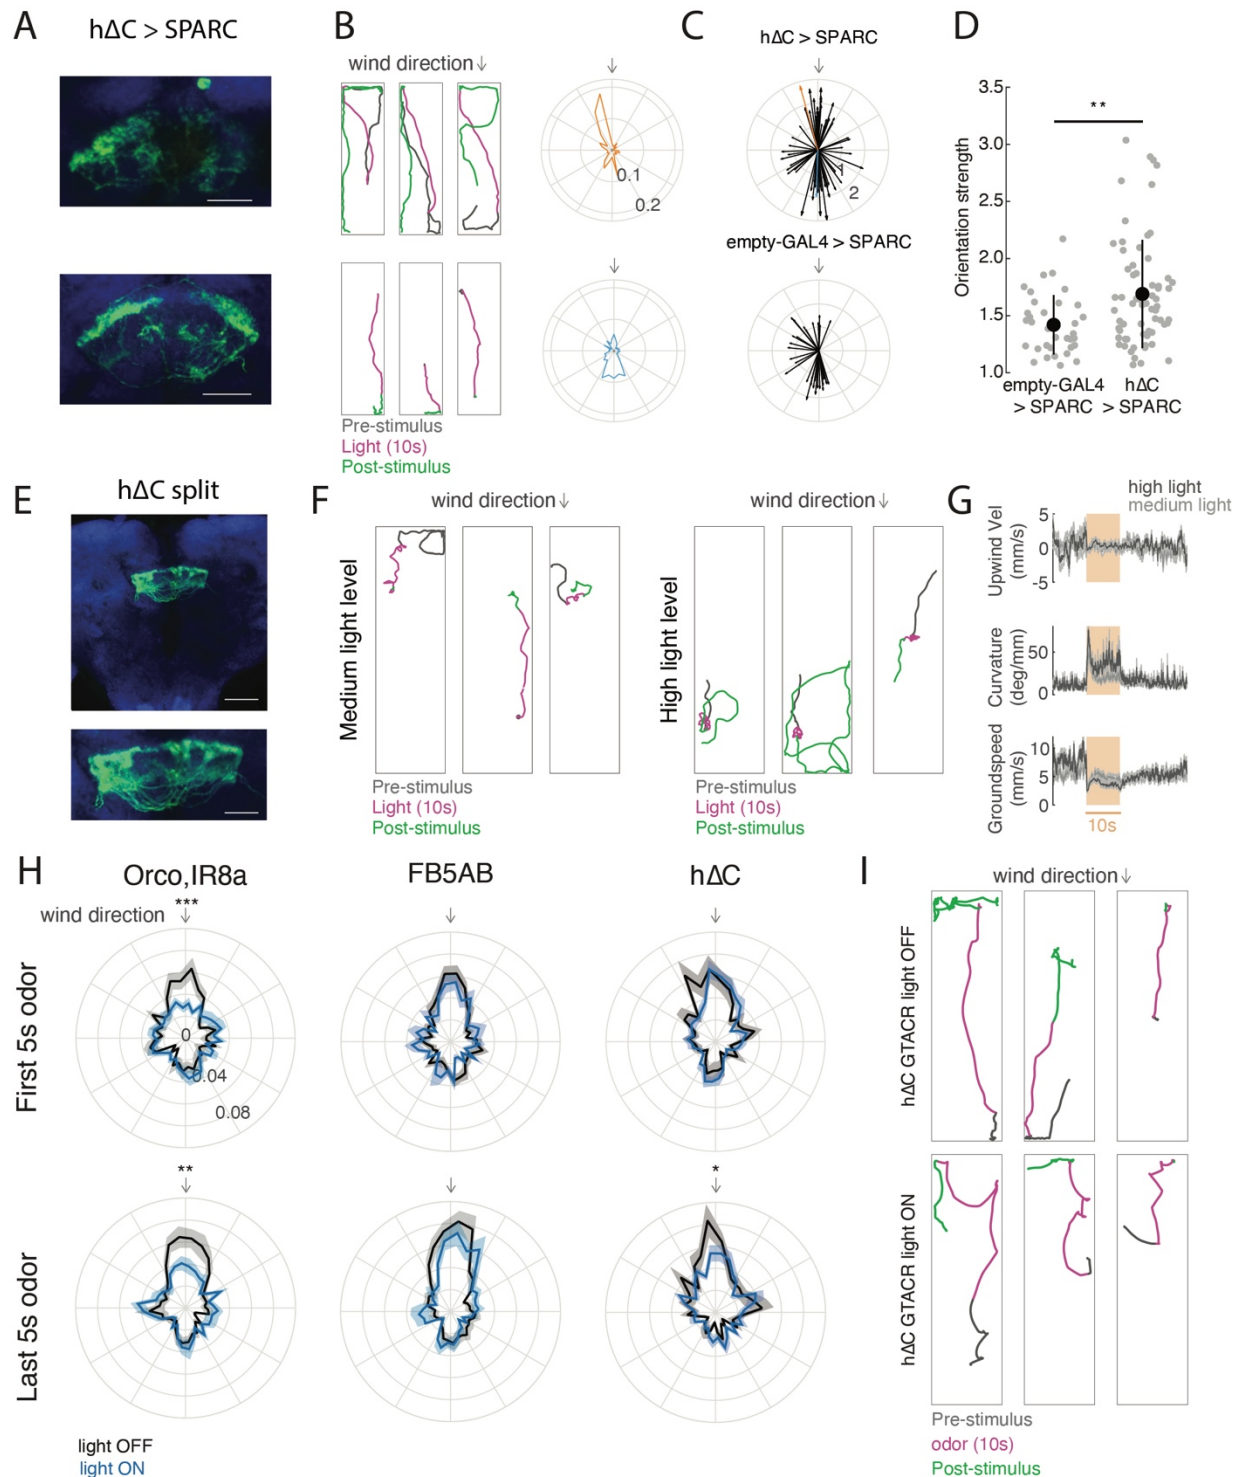 A
hΔC > SPARC
B
wind direction ↓
0.1
0.2
Pre-stimulus
Light (10s)
Post-stimulus
C
hΔC > SPARC
1
2
empty-GAL4 > SPARC
D
**
Orientation strength
3.5
3.0
2.5
2.0
1.5
1.0
empty-GAL4
> SPARC
hΔC
> SPARC
E
hΔC split
F
wind direction ↓
Medium light level
Pre-stimulus
Light (10s)
Post-stimulus
wind direction ↓
High light level
Pre-stimulus
Light (10s)
Post-stimulus
G
high light
medium light
Upwind Vel
(mm/s)
5
0
-5
Curvature
(deg/mm)
50
0
Groundspeed
(mm/s)
10
5
0
10s
H
Orco,IR8a
FB5AB
hΔC
wind direction
***
First 5s odor
0
0.04
0.08
Last 5s odor
**
*
light OFF
light ON
I
wind direction ↓
hΔC GTACR light OFF
hΔC GTACR light ON
Pre-stimulus
odor (10s)
Post-stimulus